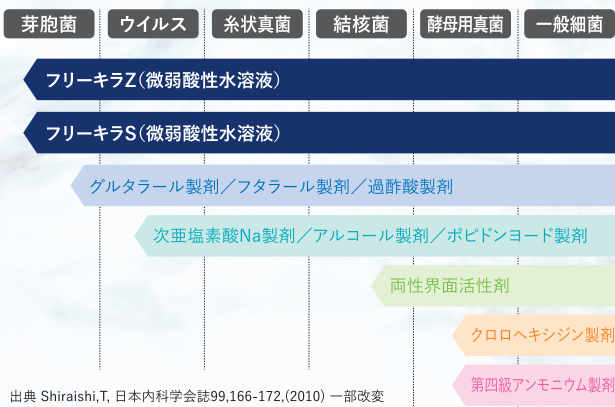 芽胞菌 ウイルス 糸状真菌 結核菌 酵母用真菌 一般細菌
フリーキラZ(微弱酸性水溶液)
フリーキラS(微弱酸性水溶液)
グルタラール製剤／フタラール製剤／過酢酸製剤
次亜塩素酸Na製剤／アルコール製剤／ポピドンヨード製剤
両性界面活性剤
クロロヘキシジン製剤
第四級アンモニウム製剤
出典 Shiraishi,T, 日本内科学会誌99,166-172,(2010) 一部改変